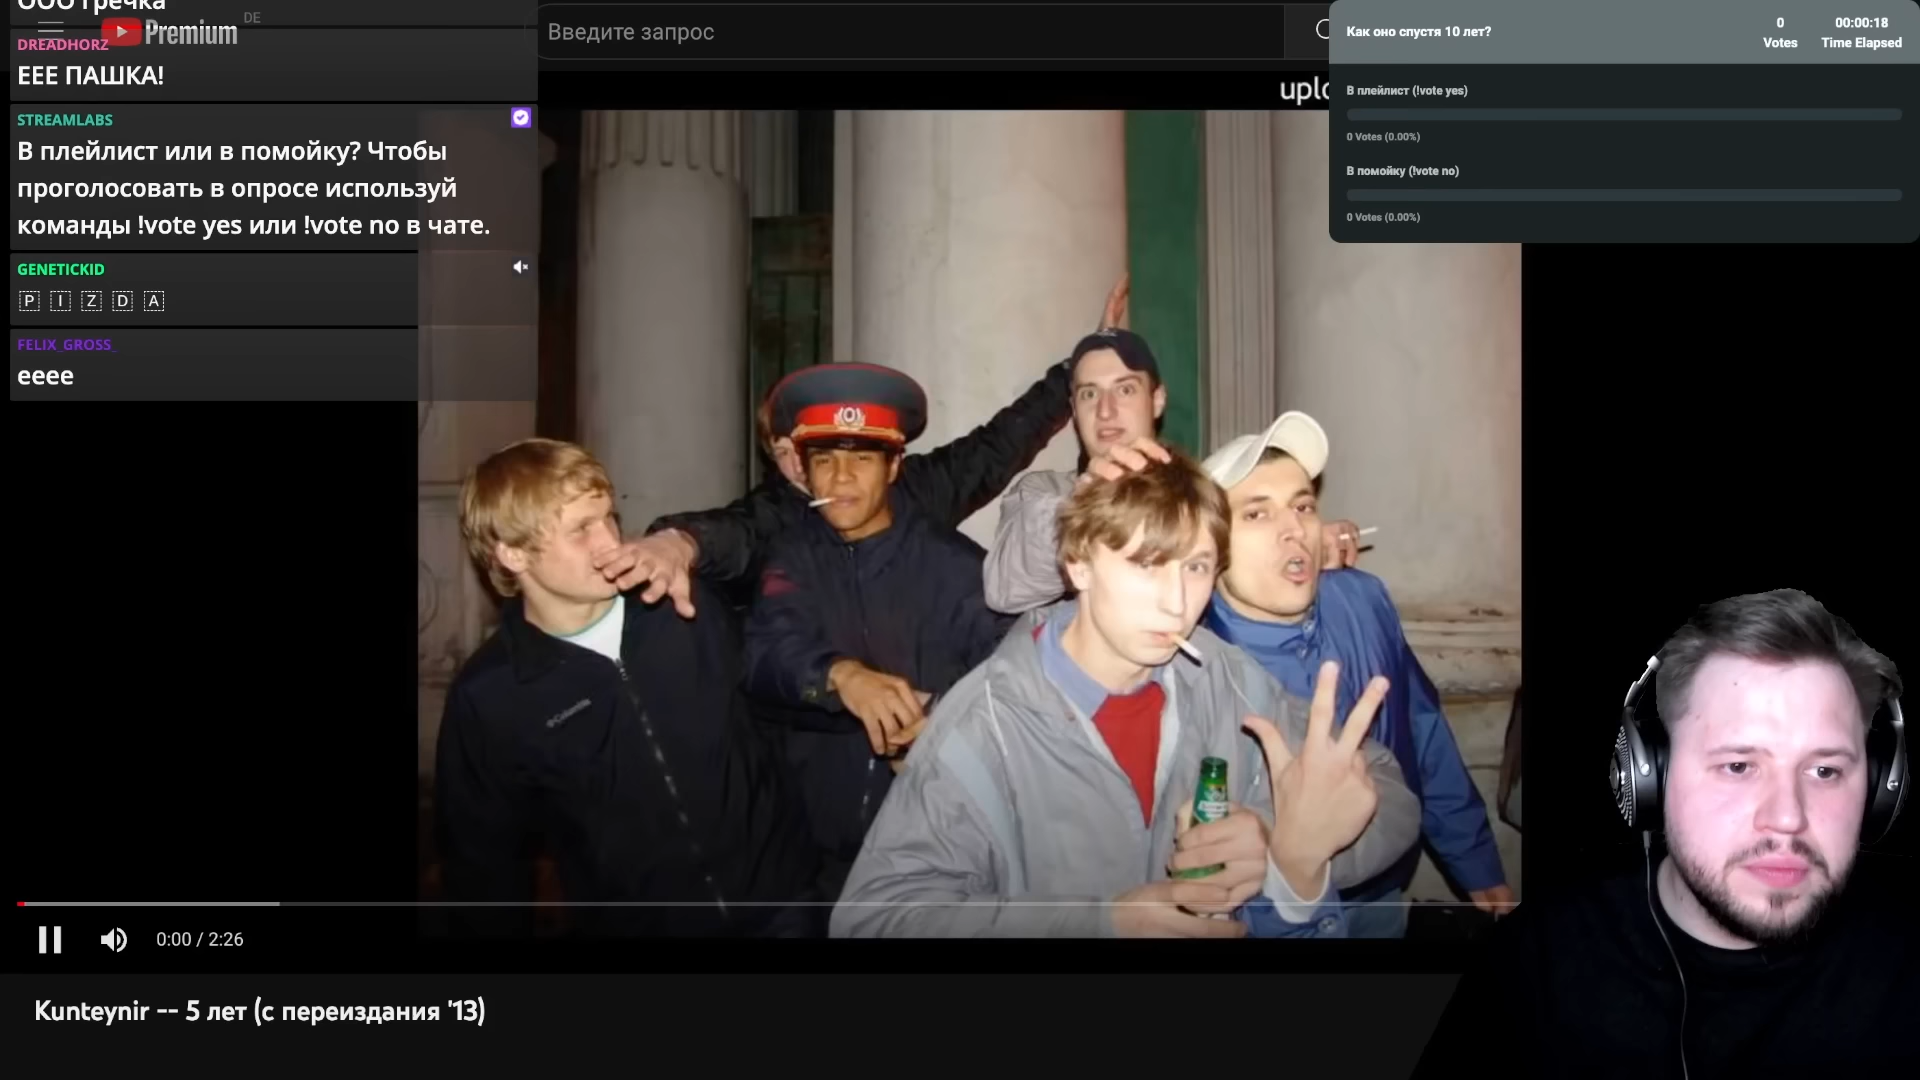 ООО Гречка
DREADHORZ
ЕЕЕ ПАШКА!
STREAMLABS
В плейлист или в помойку? Чтобы
проголосовать в опросе используй
команды !vote yes или !vote no в чате.
GENETICKID
P I Z D A
FELIX_GROSS_
ееее
Premium DE
Введите запрос
Как оно спустя 10 лет?
0
Votes
00:00:18
Time Elapsed
В плейлист (!vote yes)
0 Votes (0.00%)
В помойку (!vote no)
0 Votes (0.00%)
Columbia
0:00 / 2:26
Kunteynir -- 5 лет (с переиздания '13)